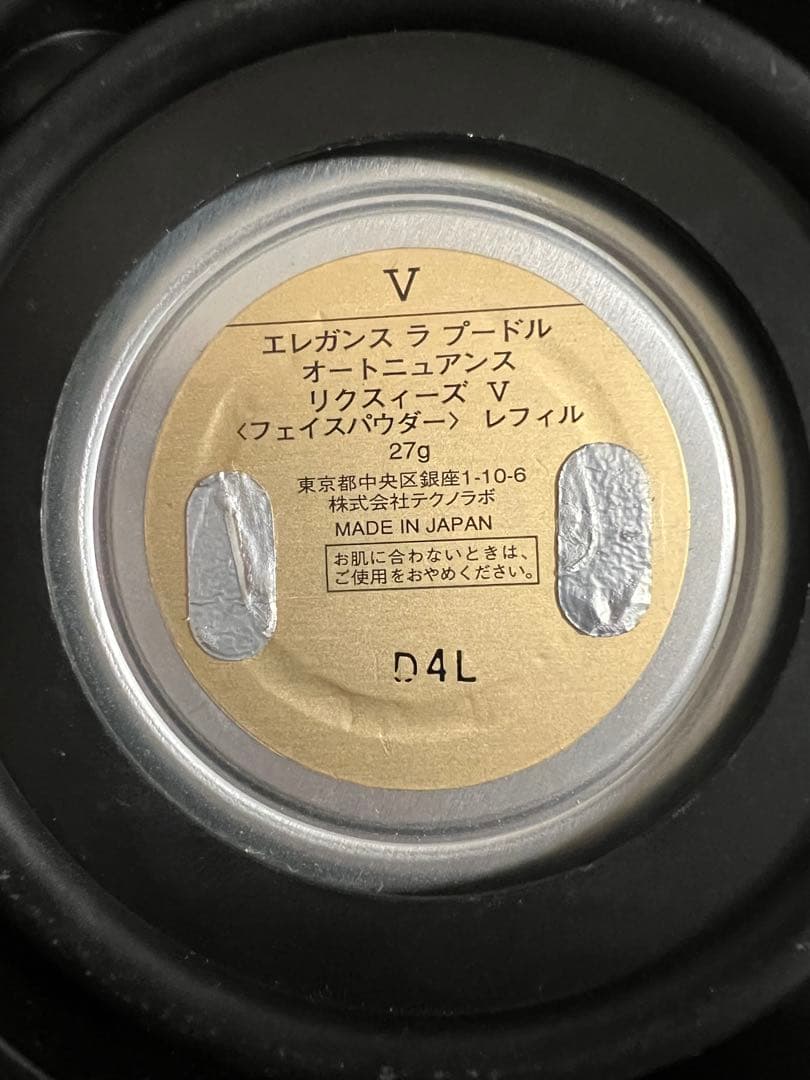 V
エレガンス ラ プードル
オートニュアンス
リクスィーズ V
〈フェイスパウダー〉 レフィル
27g
東京都中央区銀座1-10-6
株式会社テクノラボ
MADE IN JAPAN
お肌に合わないときは、
ご使用をおやめください。
D4L